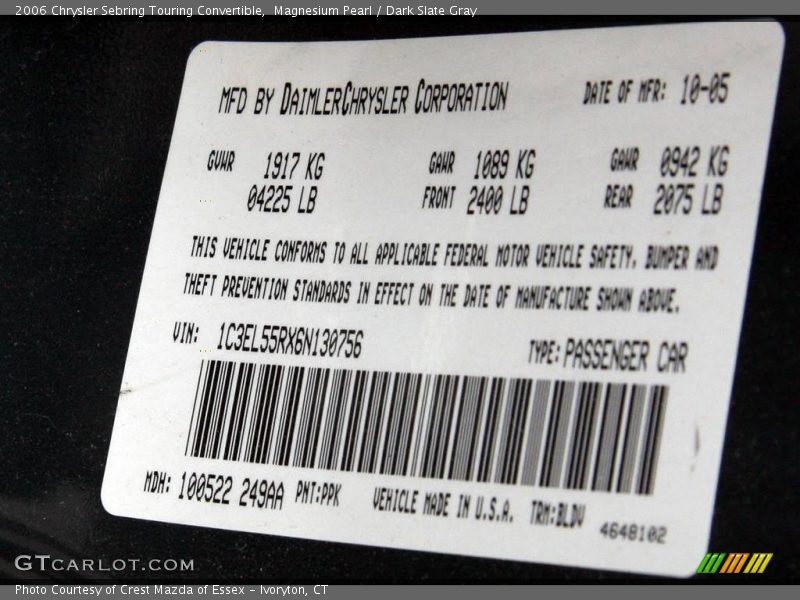 2006 Chrysler Sebring Touring Convertible, Magnesium Pearl / Dark Slate Gray
MFD BY DAIMLERCHRYSLER CORPORATION DATE OF MFR: 10-05
GVWR 1917 KG GAWR 1089 KG GAWR 0942 KG
04225 LB FRONT 2400 LB REAR 2075 LB
THIS VEHICLE CONFORMS TO ALL APPLICABLE FEDERAL MOTOR VEHICLE SAFETY, BUMPER AND
THEFT PREVENTION STANDARDS IN EFFECT ON THE DATE OF MANUFACTURE SHOWN ABOVE.
VIN: 1C3EL55RX6N130756 TYPE: PASSENGER CAR
MDH: 100522 249AA PNT:PPK VEHICLE MADE IN U.S.A. TRM:BLDV
4648102
GTCARLOT.COM
Photo Courtesy of Crest Mazda of Essex - Ivoryton, CT